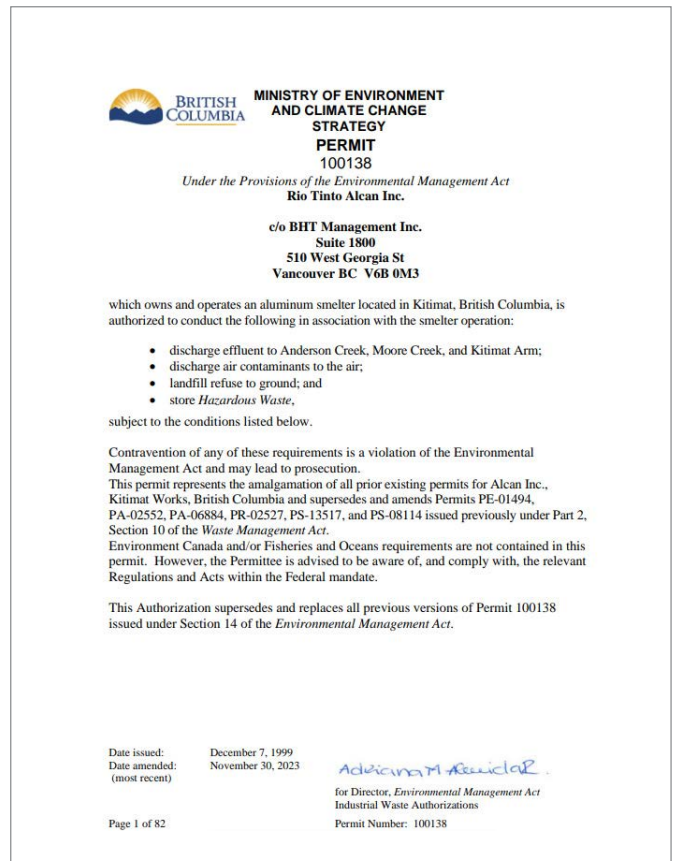 BRITISH
COLUMBIA
MINISTRY OF ENVIRONMENT
AND CLIMATE CHANGE
STRATEGY
PERMIT
100138
Under the Provisions of the Environmental Management Act
Rio Tinto Alcan Inc.
c/o BHT Management Inc.
Suite 1800
510 West Georgia St
Vancouver BC V6B 0M3
which owns and operates an aluminum smelter located in Kitimat, British Columbia, is
authorized to conduct the following in association with the smelter operation:
• discharge effluent to Anderson Creek, Moore Creek, and Kitimat Arm;
• discharge air contaminants to the air;
• landfill refuse to ground; and
• store Hazardous Waste,
subject to the conditions listed below.
Contravention of any of these requirements is a violation of the Environmental
Management Act and may lead to prosecution.
This permit represents the amalgamation of all prior existing permits for Alcan Inc.,
Kitimat Works, British Columbia and supersedes and amends Permits PE-01494,
PA-02552, PA-06884, PR-02527, PS-13517, and PS-08114 issued previously under Part 2,
Section 10 of the Waste Management Act.
Environment Canada and/or Fisheries and Oceans requirements are not contained in this
permit. However, the Permittee is advised to be aware of, and comply with, the relevant
Regulations and Acts within the Federal mandate.
This Authorization supersedes and replaces all previous versions of Permit 100138
issued under Section 14 of the Environmental Management Act.
Date issued: December 7, 1999
Date amended: November 30, 2023
(most recent)
Adriana M
for Director, Environmental Management Act
Industrial Waste Authorizations
Page 1 of 82 Permit Number: 100138